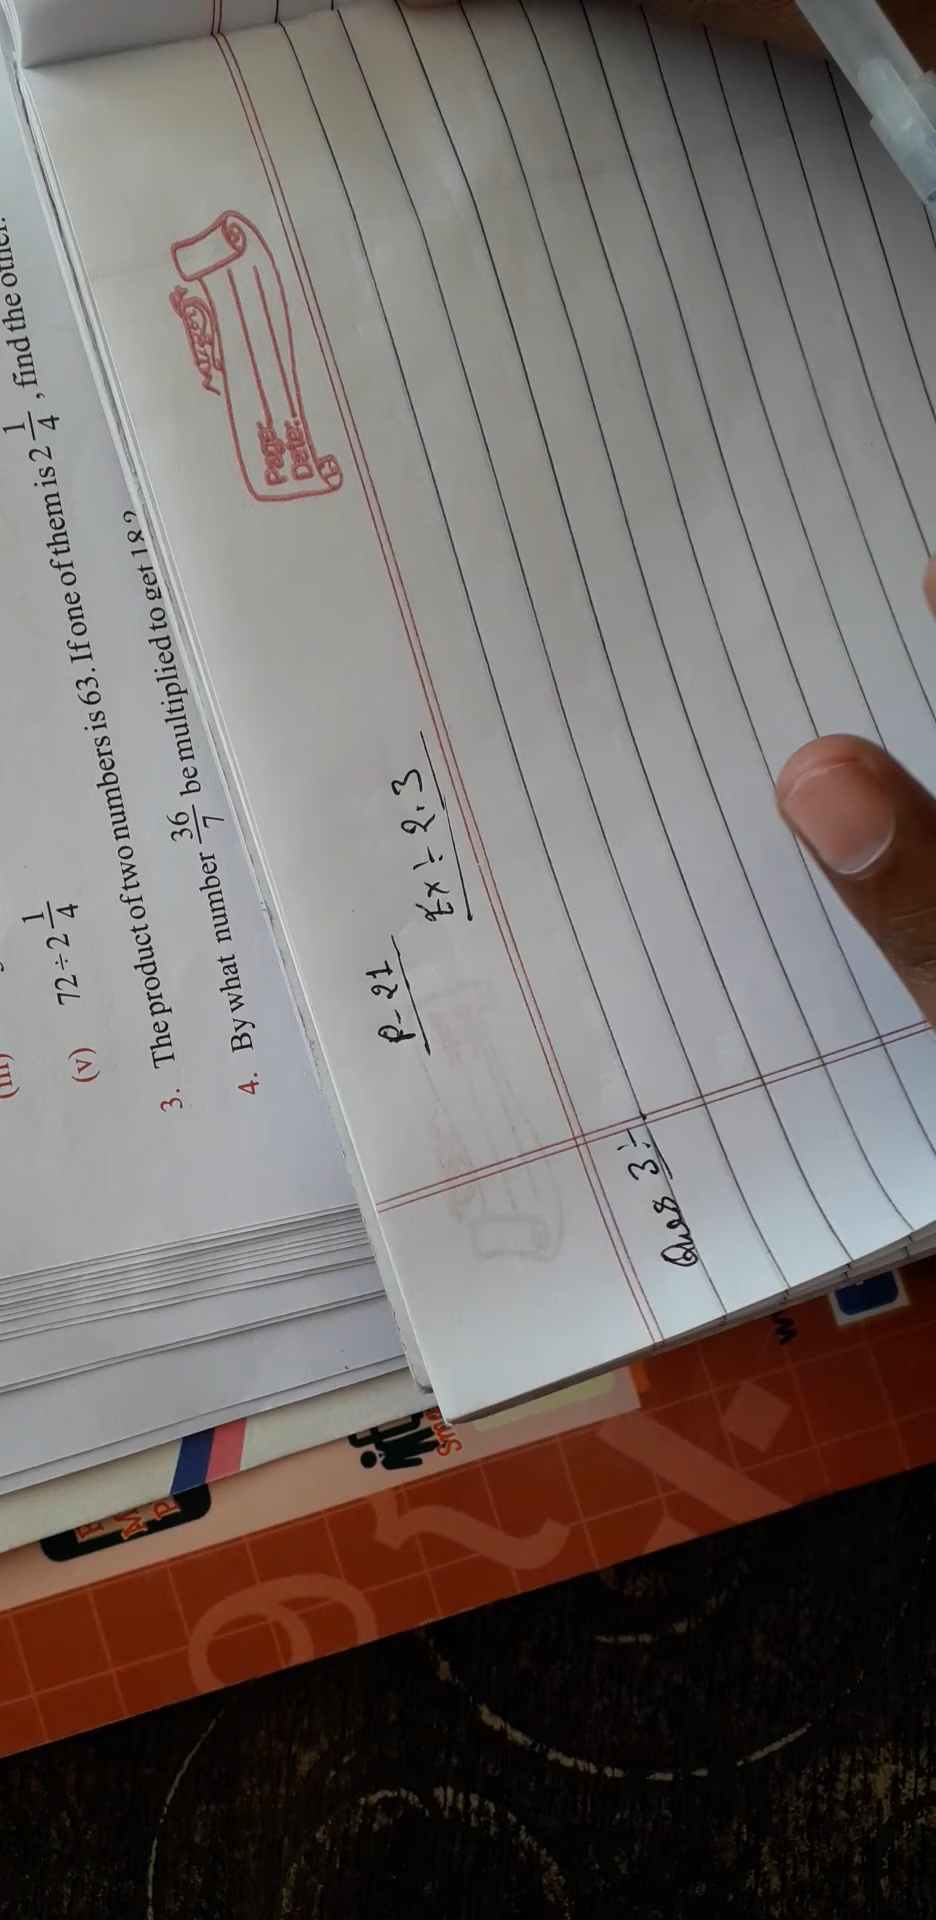 (iii)
(v) 72 ÷ 2 1/4
3. The product of two numbers is 63. If one of them is 2 1/4, find the other.
4. By what number 36/7 be multiplied to get 18?
Page:
Date:
P-21
Ex:- 2.3
Ques 3:-